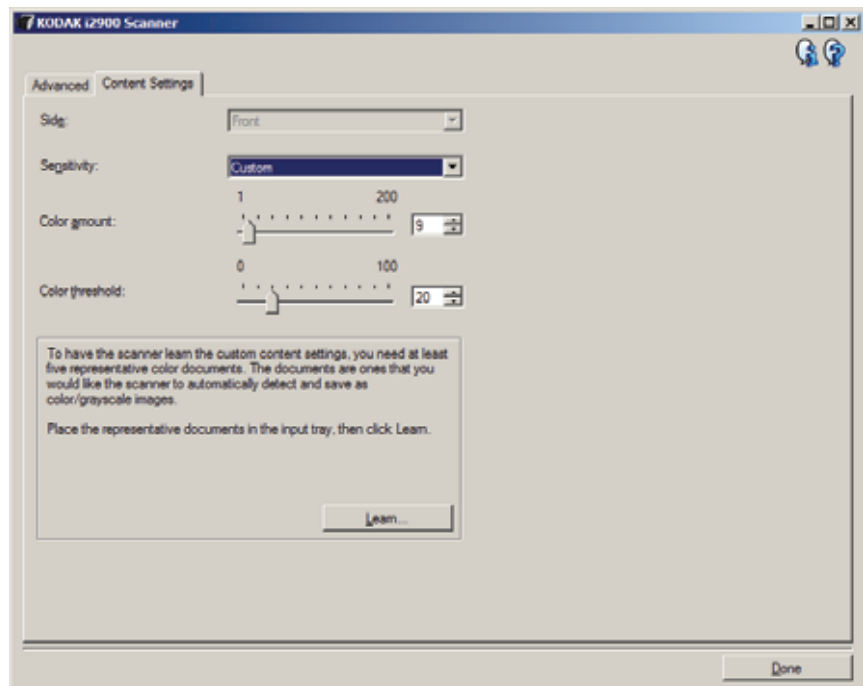 KODAK i2900 Scanner
Advanced Content Settings
Side: Front
Sensitivity: Custom
1 200
Color amount: 9
0 100
Color threshold: 20
To have the scanner learn the custom content settings, you need at least
five representative color documents. The documents are ones that you
would like the scanner to automatically detect and save as
color/grayscale images.
Place the representative documents in the input tray, then click Learn.
Learn...
Done